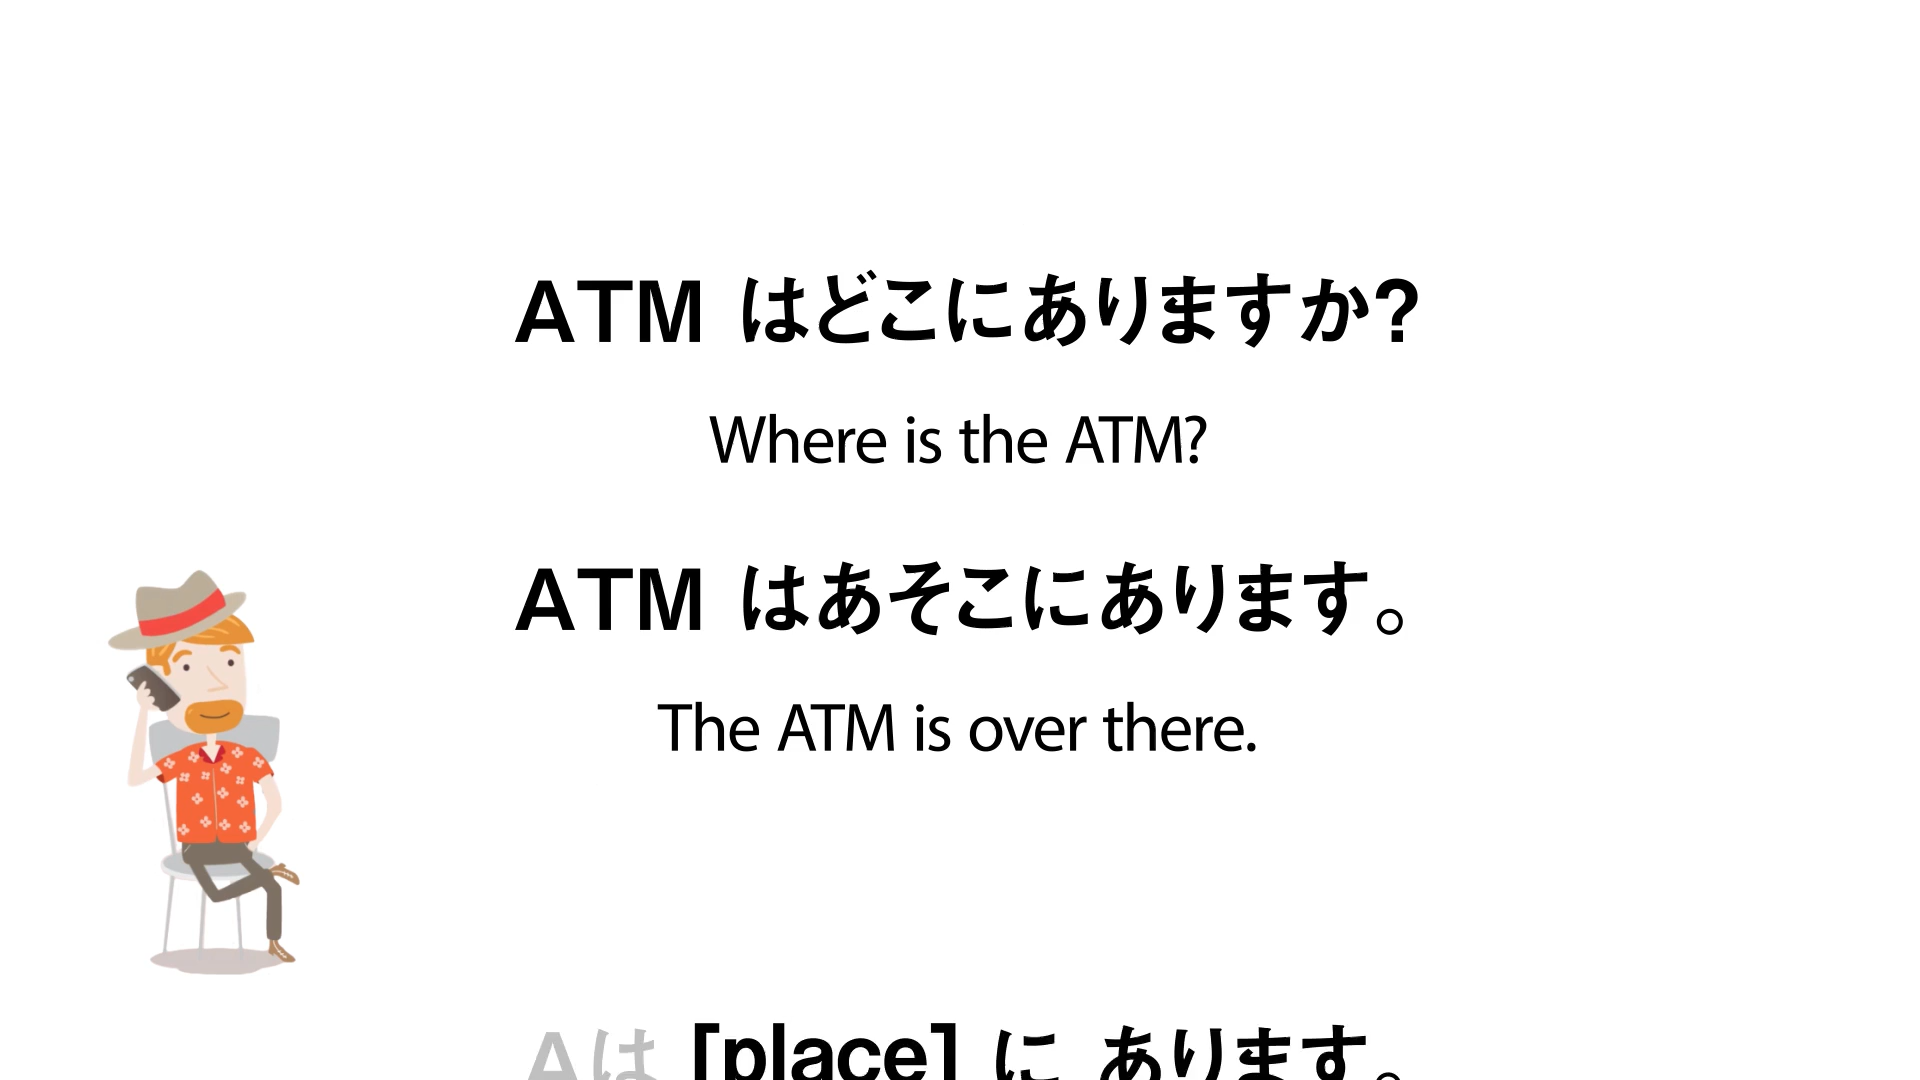 ATM はどこにありますか?
Where is the ATM?
ATM はあそこにあります。
The ATM is over there.
Aは [place] に あります。